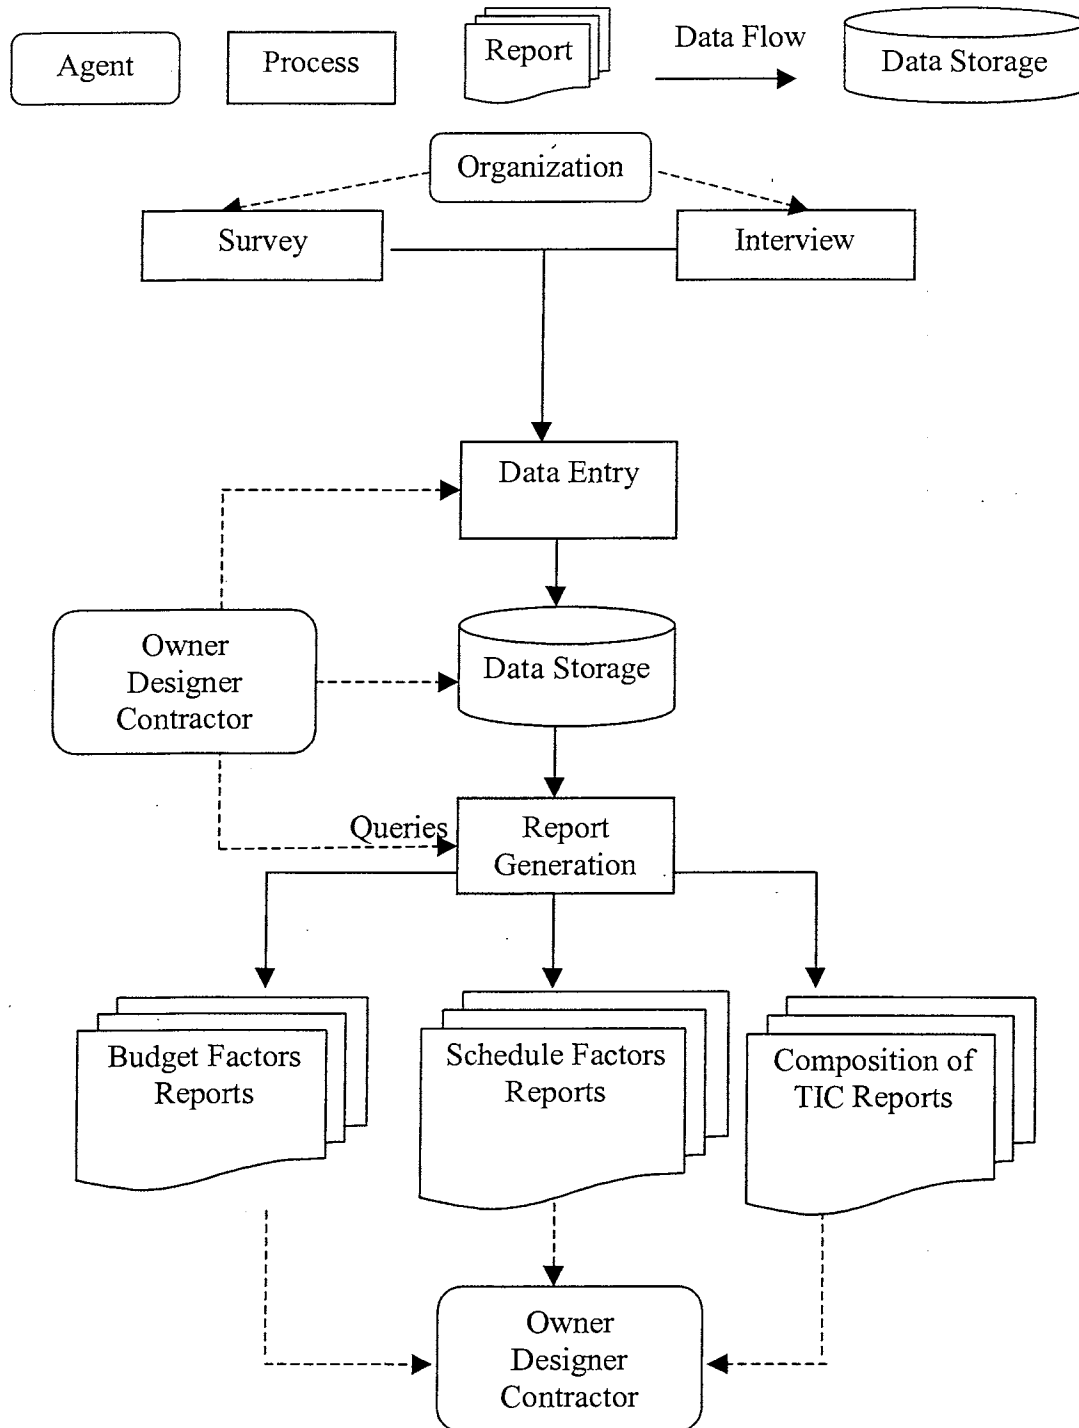 Agent
Process
Report
Data Flow
Data Storage
Organization
Survey
Interview
Data Entry
Owner
Designer
Contractor
Data Storage
Queries
Report
Generation
Budget Factors
Reports
Schedule Factors
Reports
Composition of
TIC Reports
Owner
Designer
Contractor